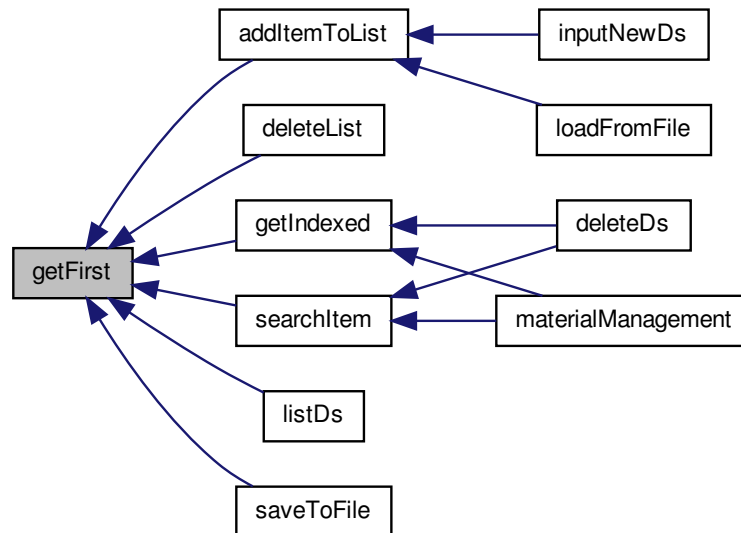 addItemToList
inputNewDs
loadFromFile
deleteList
getIndexed
deleteDs
getFirst
searchItem
materialManagement
listDs
saveToFile